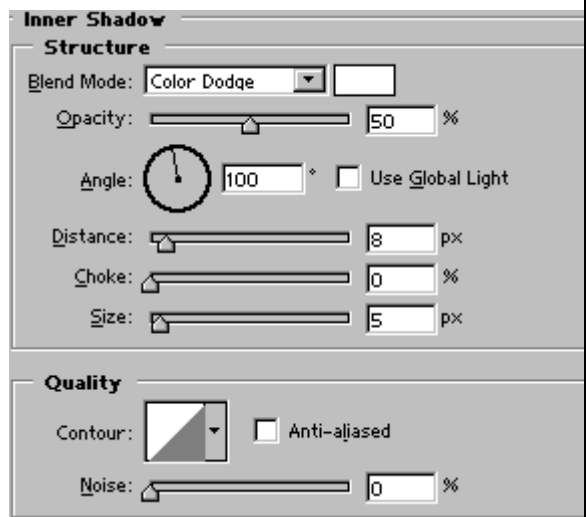 Inner Shadow
Structure
Blend Mode: Color Dodge
Opacity: 50 %
Angle: 100 ° Use Global Light
Distance: 8 px
Choke: 0 %
Size: 5 px
Quality
Contour: Anti-aliased
Noise: 0 %